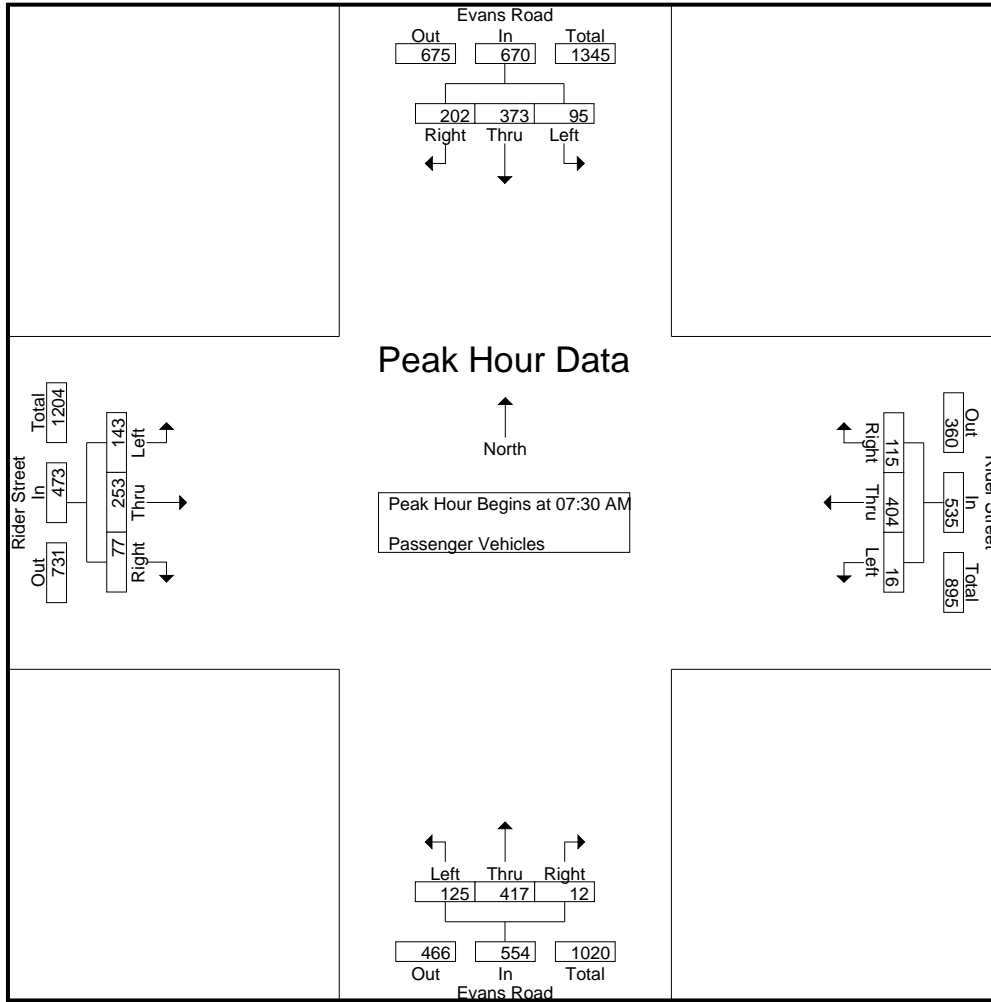 Evans Road
Out In Total
675 670 1345
202 373 95
Right Thru Left
Peak Hour Data
North
Peak Hour Begins at 07:30 AM
Passenger Vehicles
Rider Street
Total In Out
1204 473 731
143 253 77
Left Thru Right
Rider Street
Out In Total
360 535 895
115 404 16
Right Thru Left
Left Thru Right
125 417 12
466 554 1020
Out In Total
Evans Road